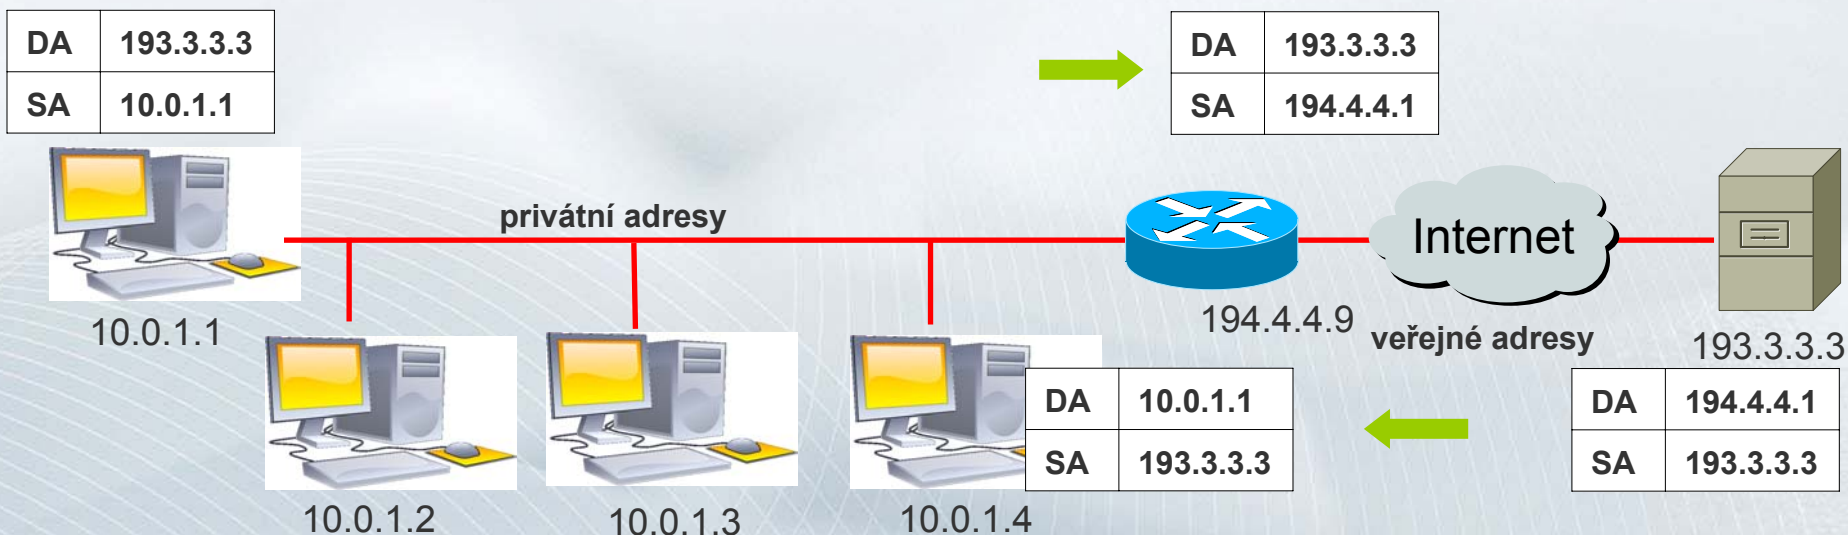 DA 193.3.3.3
SA 10.0.1.1
DA 193.3.3.3
SA 194.4.4.1
privátní adresy
Internet
10.0.1.1
194.4.4.9
veřejné adresy
193.3.3.3
DA 10.0.1.1
SA 193.3.3.3
DA 194.4.4.1
SA 193.3.3.3
10.0.1.2
10.0.1.3
10.0.1.4